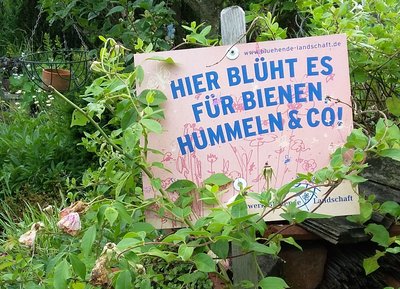 www.bluehende-landschaft.de
HIER BLÜHT ES
FÜR BIENEN,
HUMMELN & CO!
Landschaft